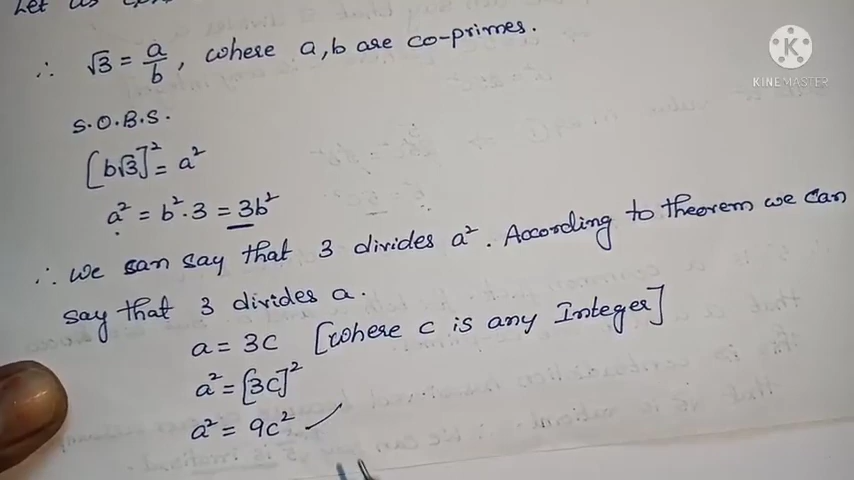 Let us
∴ √3 = a/b, where a, b are co-primes.
S.O.B.S.
[b√3]² = a²
a² = b² · 3 = 3b²
∴ we can say that 3 divides a². According to theorem we can
say that 3 divides a.
a = 3c [where c is any Integer]
a² = [3c]²
a² = 9c²
K
KINEMASTER